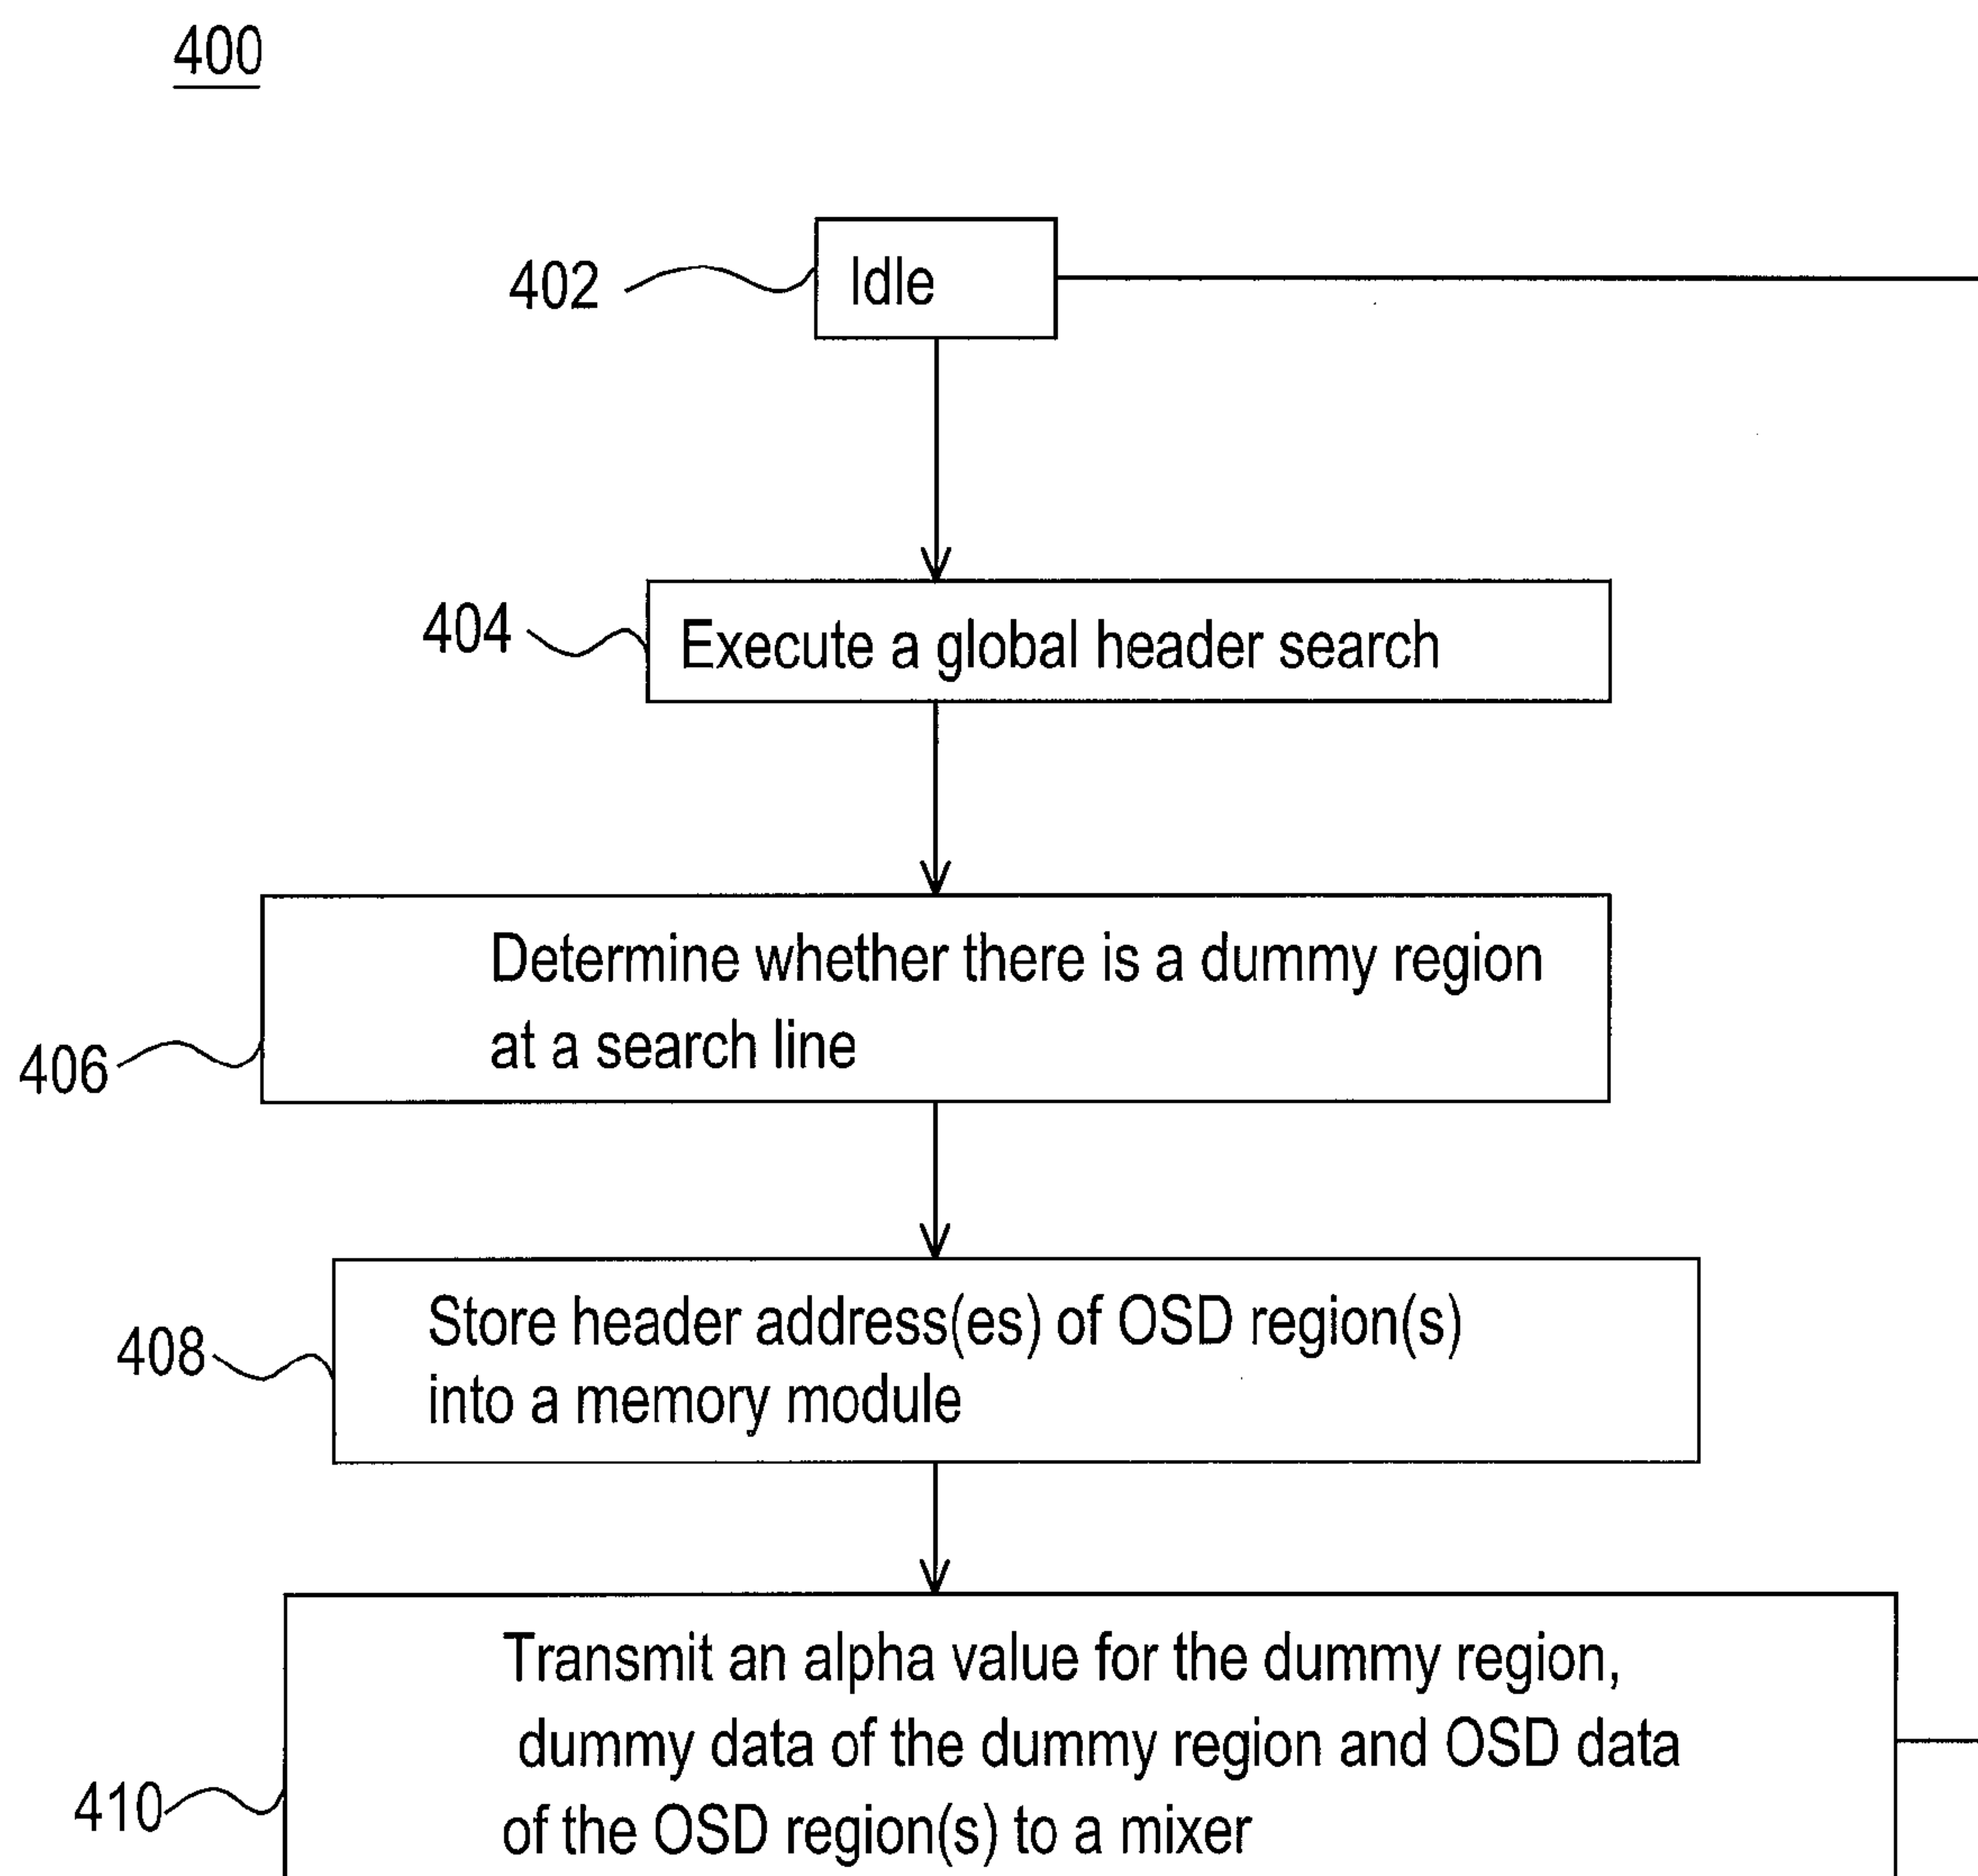 400
402
Idle
404
Execute a global header search
Determine whether there is a dummy region
at a search line
406
Store header address(es) of OSD region(s)
into a memory module
408
Transmit an alpha value for the dummy region,
dummy data of the dummy region and OSD data
of the OSD region(s) to a mixer
410